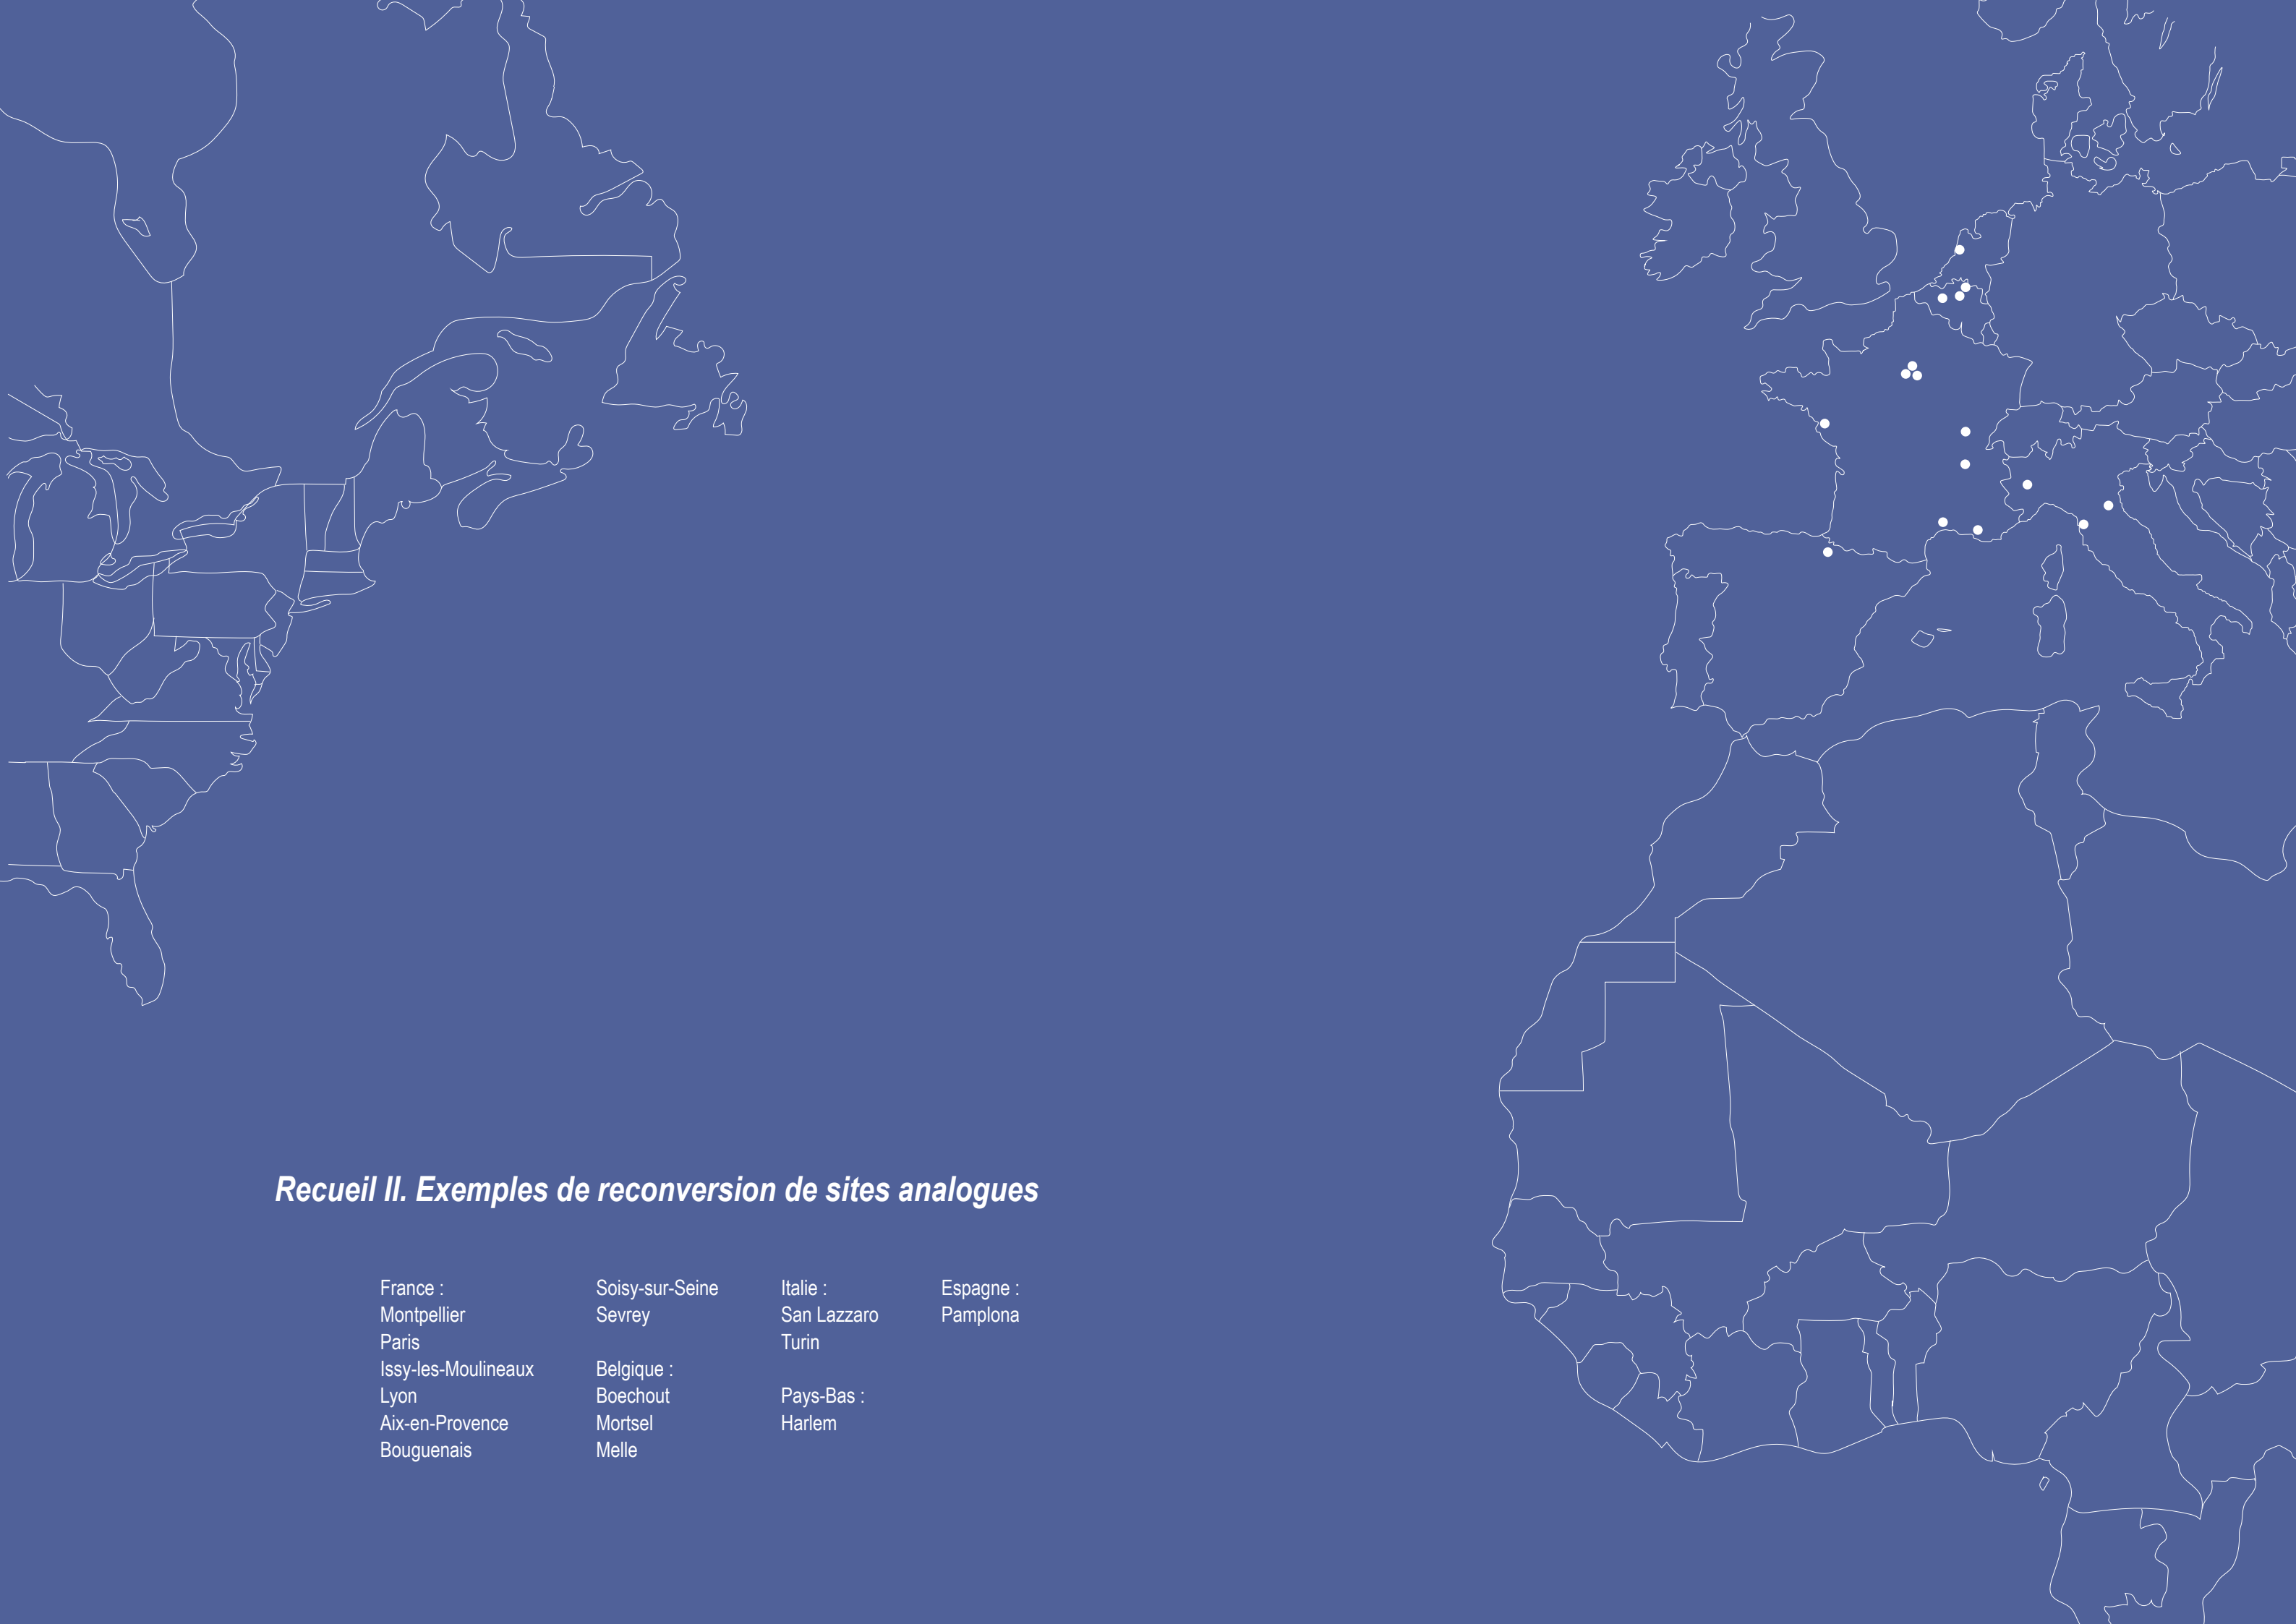 Recueil II. Exemples de reconversion de sites analogues
France :
Montpellier
Paris
Issy-les-Moulineaux
Lyon
Aix-en-Provence
Bouguenais
Soisy-sur-Seine
Sevrey
Belgique :
Boechout
Mortsel
Melle
Italie :
San Lazzaro
Turin
Pays-Bas :
Harlem
Espagne :
Pamplona